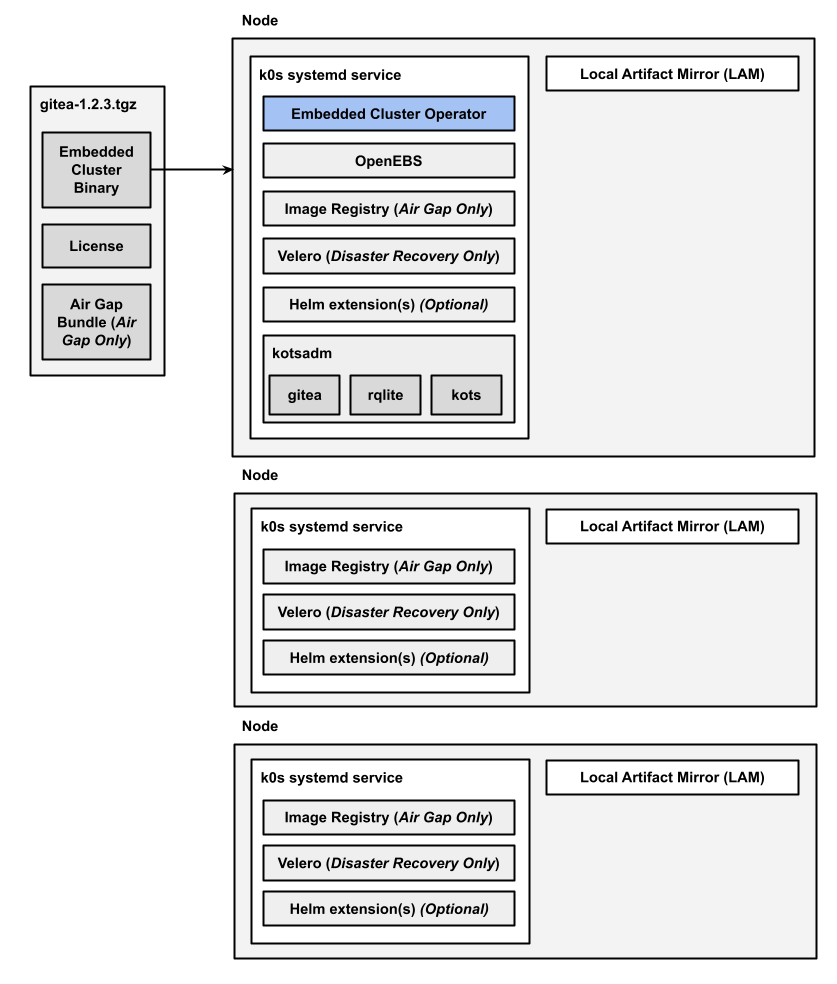 gitea-1.2.3.tgz
Embedded
Cluster
Binary
License
Air Gap
Bundle (Air
Gap Only)
Node
k0s systemd service
Embedded Cluster Operator
OpenEBS
Image Registry (Air Gap Only)
Velero (Disaster Recovery Only)
Helm extension(s) (Optional)
kotsadm
gitea
rqlite
kots
Local Artifact Mirror (LAM)
Node
k0s systemd service
Image Registry (Air Gap Only)
Velero (Disaster Recovery Only)
Helm extension(s) (Optional)
Local Artifact Mirror (LAM)
Node
k0s systemd service
Image Registry (Air Gap Only)
Velero (Disaster Recovery Only)
Helm extension(s) (Optional)
Local Artifact Mirror (LAM)